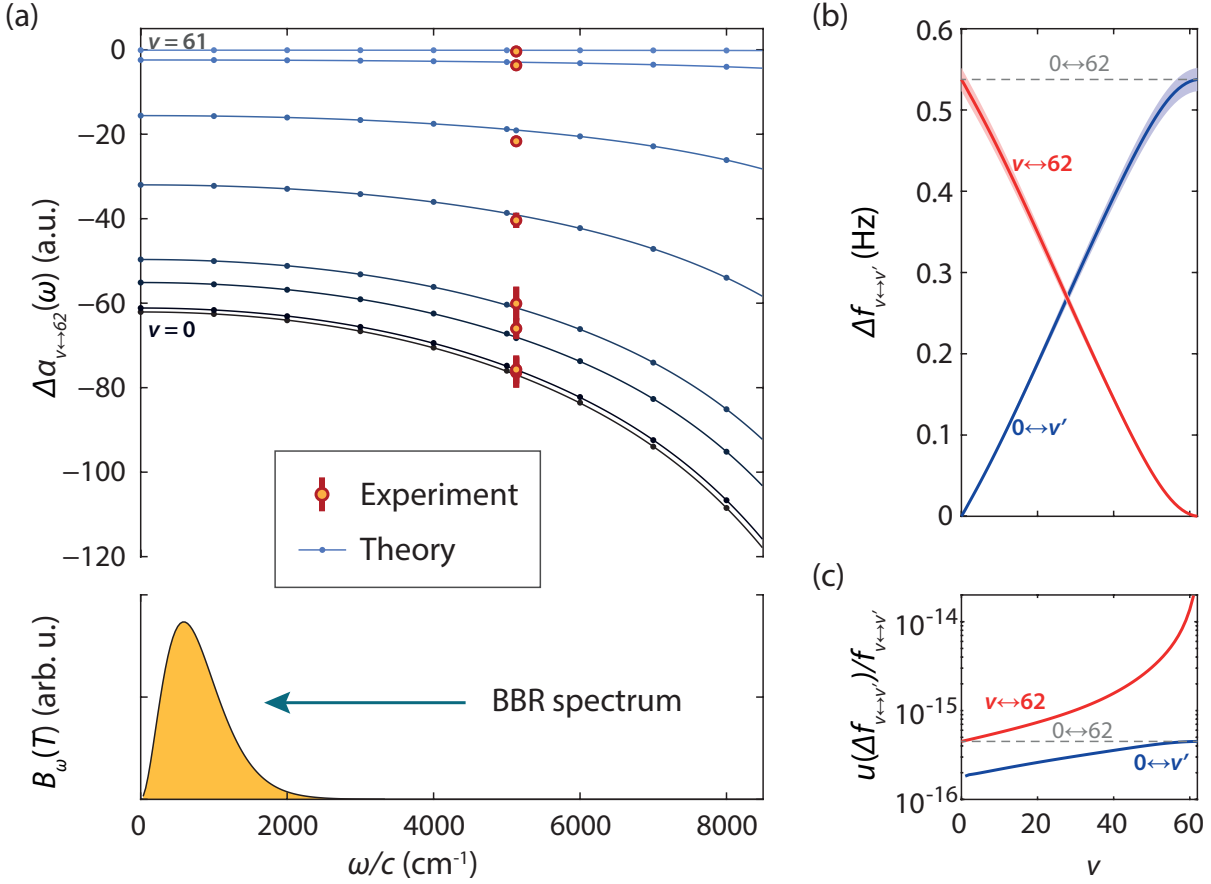 (a)
0
−20
−40
−60
−80
−100
−120
Δα_{v↔62}(ω) (a.u.)
v = 61
v = 0
Experiment
Theory
B_ω(T) (arb. u.)
BBR spectrum
0 2000 4000 6000 8000
ω/c (cm⁻¹)
(b)
0.6
0.5
0.4
0.3
0.2
0.1
0
Δf_{v↔v′} (Hz)
0↔62
v↔62
0↔v′
(c)
10⁻¹⁴
10⁻¹⁵
10⁻¹⁶
u(Δf_{v↔v′})/f_{v↔v′}
v↔62
0↔62
0↔v′
0 20 40 60
v